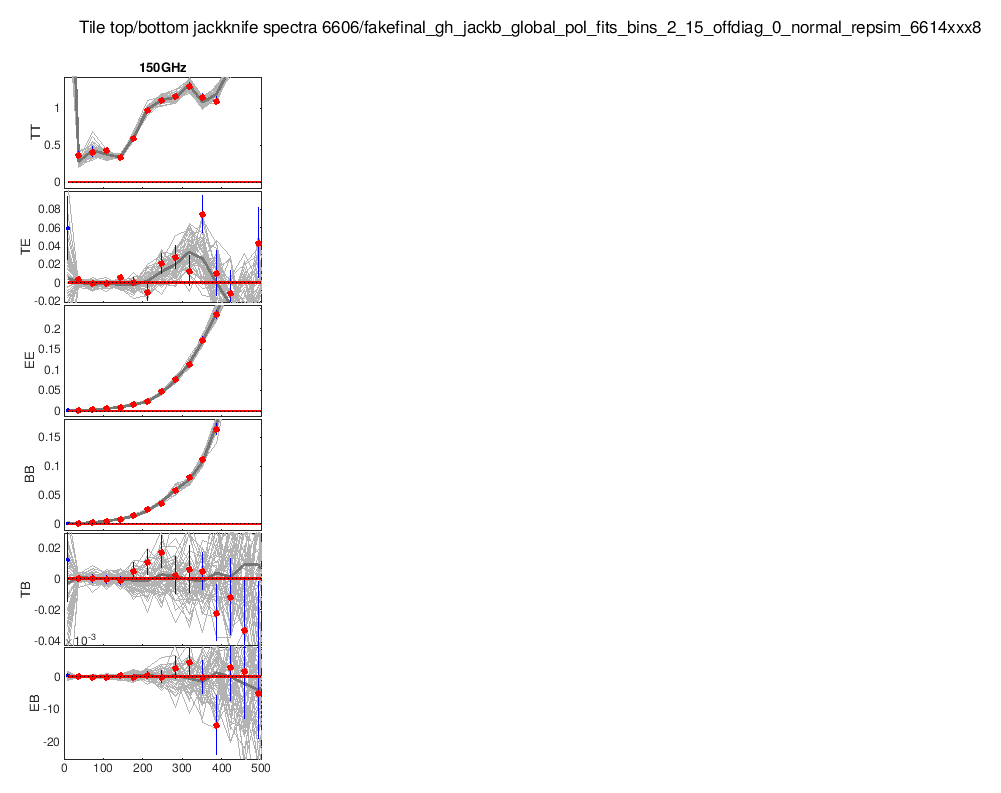 Tile top/bottom jackknife spectra 6606/fakefinal_gh_jackb_global_pol_fits_bins_2_15_offdiag_0_normal_repsim_6614xxx8
150GHz
TT
1
0.5
0
TE
0.08
0.06
0.04
0.02
0
-0.02
EE
0.2
0.15
0.1
0.05
0
BB
0.15
0.1
0.05
0
TB
0.02
0
-0.02
-0.04
10-3
EB
0
-10
-20
0 100 200 300 400 500